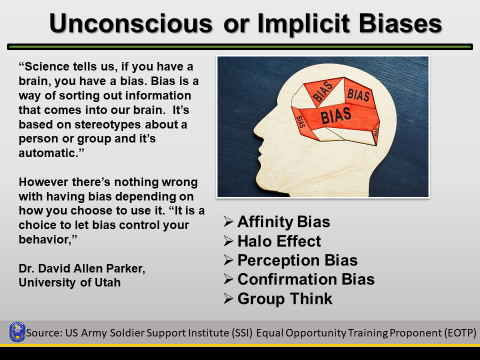 Unconscious or Implicit Biases
“Science tells us, if you have a
brain, you have a bias. Bias is a
way of sorting out information
that comes into our brain.  It’s
based on stereotypes about a
person or group and it’s
automatic.”
However there’s nothing wrong
with having bias depending on
how you choose to use it. “It is a
choice to let bias control your
behavior,”
Dr. David Allen Parker,
University of Utah
BIAS
BIAS
BIAS
BIAS
BIAS
Affinity Bias
Halo Effect
Perception Bias
Confirmation Bias
Group Think
Source: US Army Soldier Support Institute (SSI) Equal Opportunity Training Proponent (EOTP)